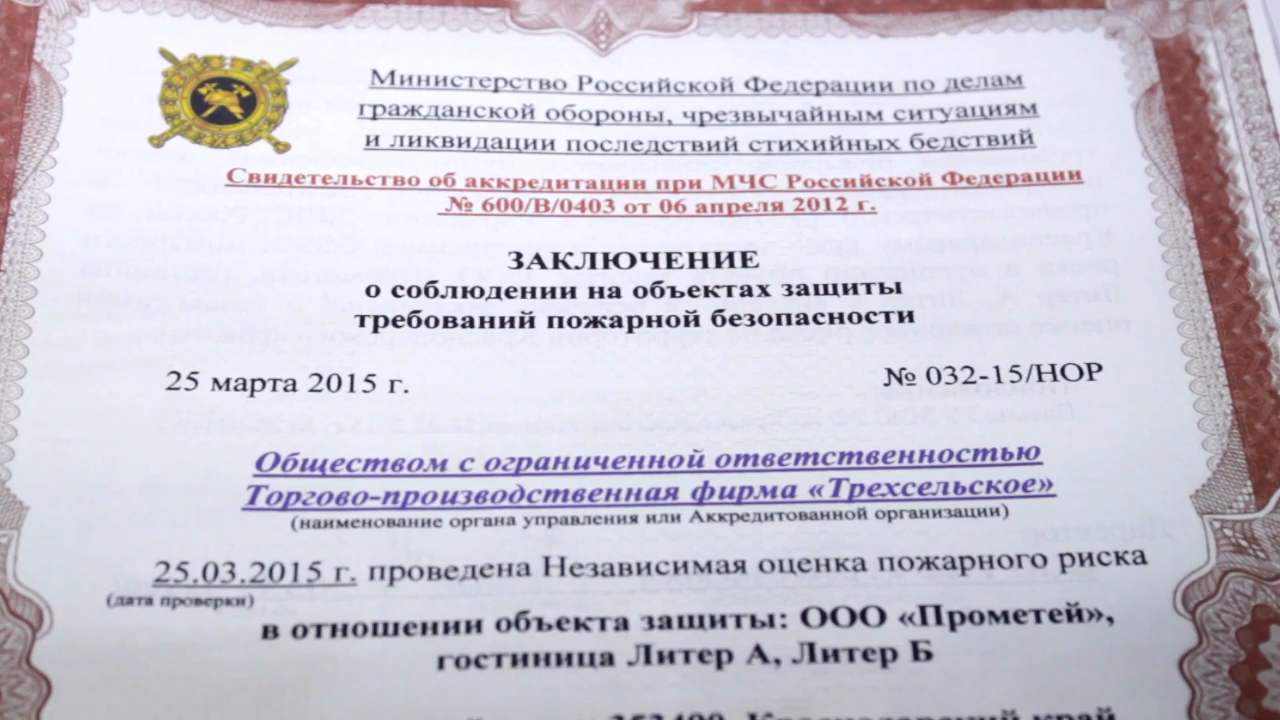 Министерство Российской Федерации по делам
гражданской обороны, чрезвычайным ситуациям
и ликвидации последствий стихийных бедствий
Свидетельство об аккредитации при МЧС Российской Федерации
№ 600/В/0403 от 06 апреля 2012 г.
ЗАКЛЮЧЕНИЕ
о соблюдении на объектах защиты
требований пожарной безопасности
25 марта 2015 г. № 032-15/НОР
Обществом с ограниченной ответственностью
Торгово-производственная фирма «Трехсельское»
(наименование органа управления или Аккредитованной организации)
25.03.2015 г. проведена Независимая оценка пожарного риска
(дата проверки)
в отношении объекта защиты: ООО «Прометей»,
гостиница Литер А, Литер Б
Краснодарский край